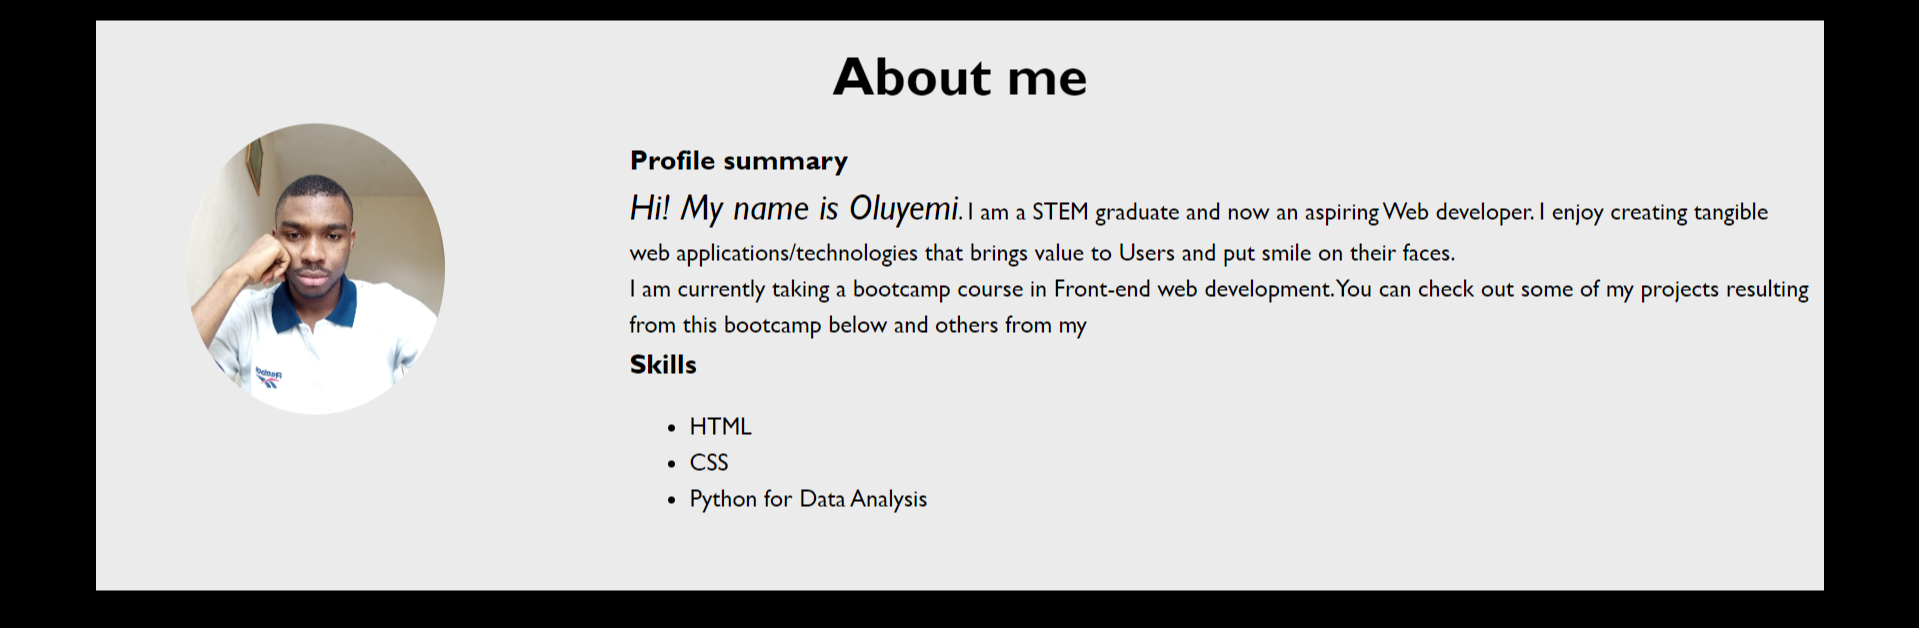 About me
Profile summary
Hi! My name is Oluyemi. I am a STEM graduate and now an aspiring Web developer. I enjoy creating tangible
web applications/technologies that brings value to Users and put smile on their faces.
I am currently taking a bootcamp course in Front-end web development. You can check out some of my projects resulting
from this bootcamp below and others from my
Skills
HTML
CSS
Python for Data Analysis